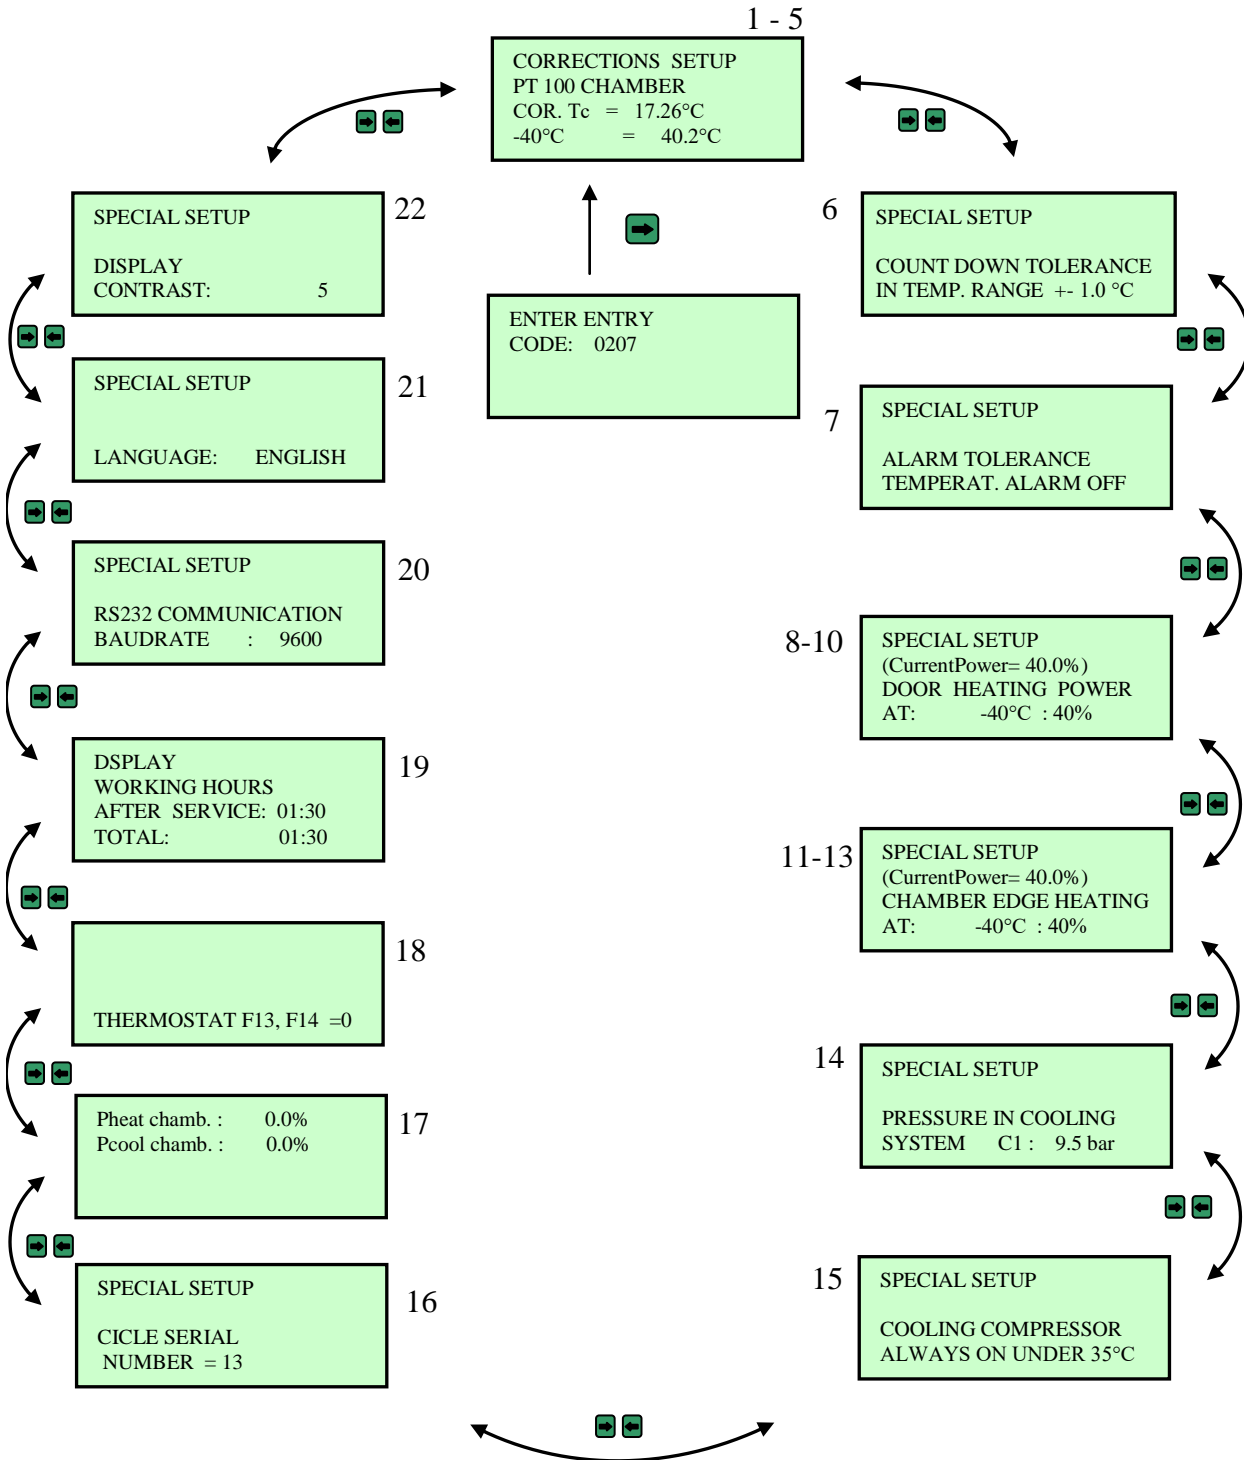 1 - 5
CORRECTIONS SETUP
PT 100 CHAMBER
COR. Tc = 17.26°C
-40°C = 40.2°C
ENTER ENTRY
CODE: 0207
6
SPECIAL SETUP
COUNT DOWN TOLERANCE
IN TEMP. RANGE +- 1.0 °C
7
SPECIAL SETUP
ALARM TOLERANCE
TEMPERAT. ALARM OFF
8-10
SPECIAL SETUP
(CurrentPower= 40.0%)
DOOR HEATING POWER
AT: -40°C : 40%
11-13
SPECIAL SETUP
(CurrentPower= 40.0%)
CHAMBER EDGE HEATING
AT: -40°C : 40%
14
SPECIAL SETUP
PRESSURE IN COOLING
SYSTEM C1 : 9.5 bar
15
SPECIAL SETUP
COOLING COMPRESSOR
ALWAYS ON UNDER 35°C
16
SPECIAL SETUP
CICLE SERIAL
NUMBER = 13
17
Pheat chamb. : 0.0%
Pcool chamb. : 0.0%
18
THERMOSTAT F13, F14 =0
19
DSPLAY
WORKING HOURS
AFTER SERVICE: 01:30
TOTAL: 01:30
20
SPECIAL SETUP
RS232 COMMUNICATION
BAUDRATE : 9600
21
SPECIAL SETUP
LANGUAGE: ENGLISH
22
SPECIAL SETUP
DISPLAY
CONTRAST: 5